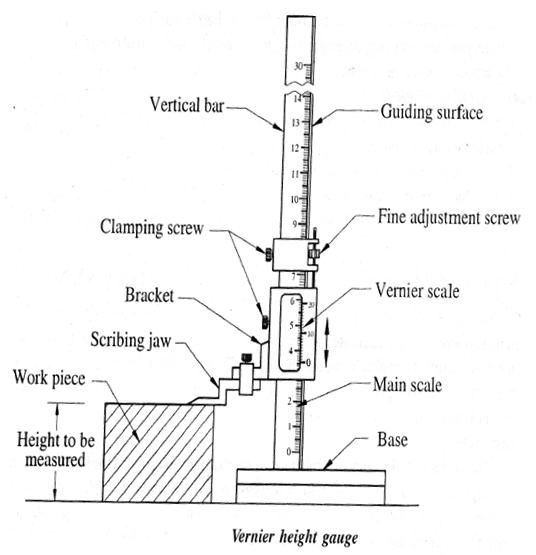 30
14
Vertical bar
13
Guiding surface
12
11
10
9
Fine adjustment screw
Clamping screw
7
Bracket
Vernier scale
6
20
5
10
Scribing jaw
4
0
Work piece
Main scale
2
Height to be
measured
1
Base
0
Vernier height gauge